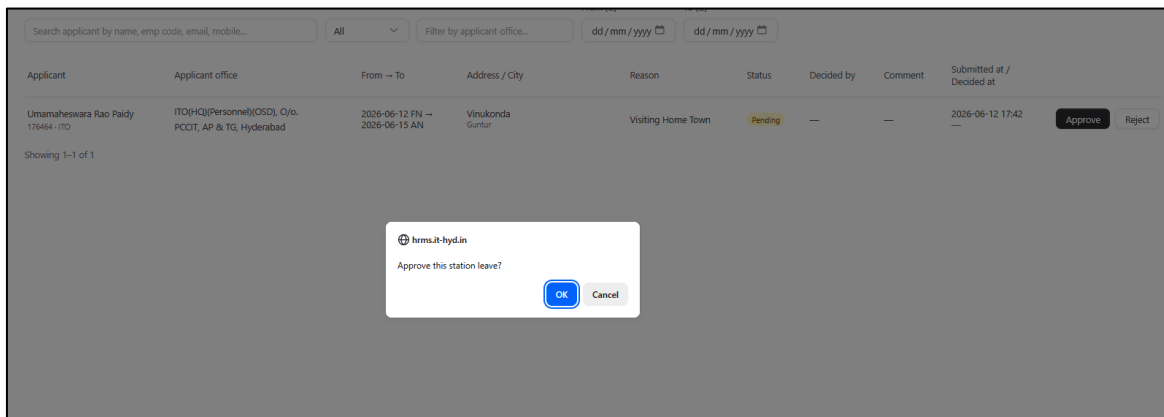 Search applicant by name, emp code, email, mobile...
All
Filter by applicant office...
dd / mm / yyyy
dd / mm / yyyy
Applicant
Applicant office
From → To
Address / City
Reason
Status
Decided by
Comment
Submitted at /
Decided at
Umamaheswara Rao Paidy
176464 · ITO
ITO(HQ)(Personnel)(OSD), O/o.
PCCIT, AP & TG, Hyderabad
2026-06-12 FN →
2026-06-15 AN
Vinukonda
Guntur
Visiting Home Town
Pending
—
—
2026-06-12 17:42
—
Approve
Reject
Showing 1–1 of 1
hrms.it-hyd.in
Approve this station leave?
OK
Cancel